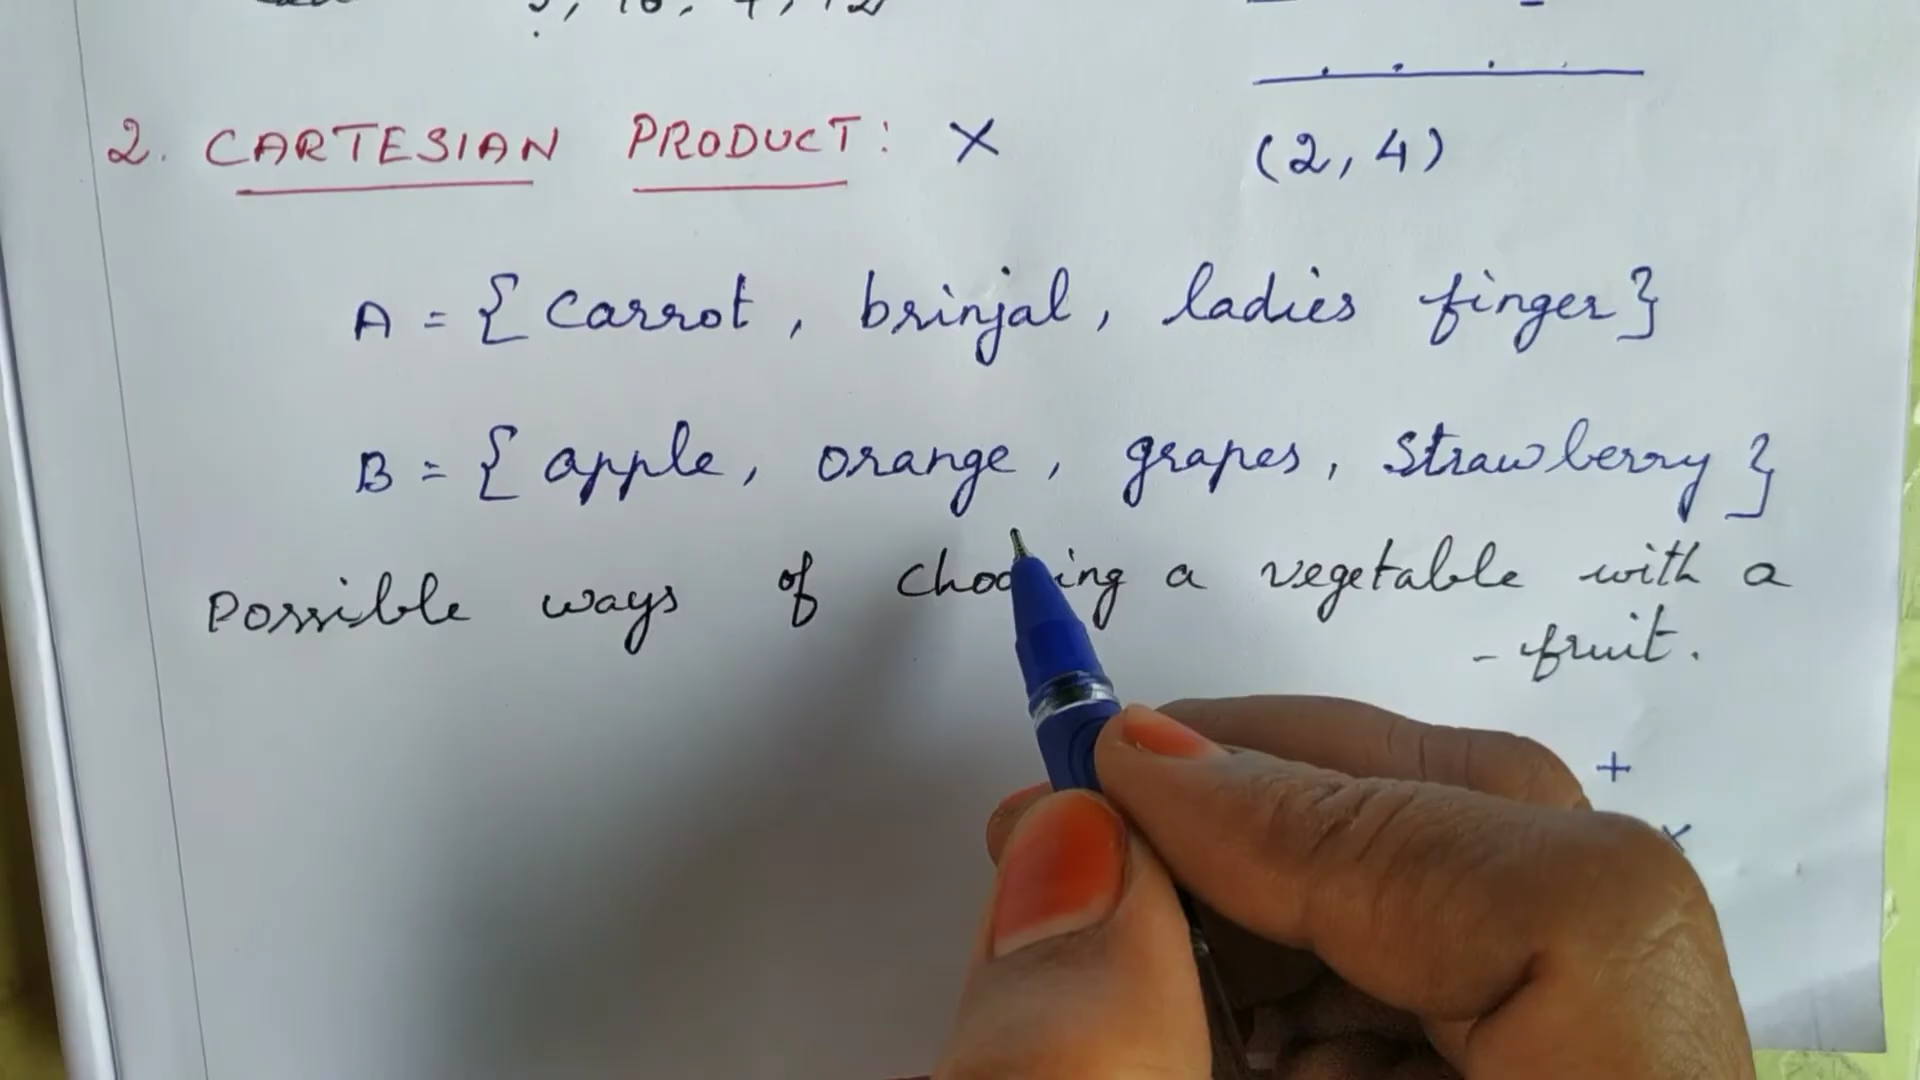 2. CARTESIAN PRODUCT: X
(2, 4)
A = { carrot, brinjal, ladies finger }
B = { apple, orange, grapes, strawberry }
Possible ways of choosing a vegetable with a
- fruit.
+
x